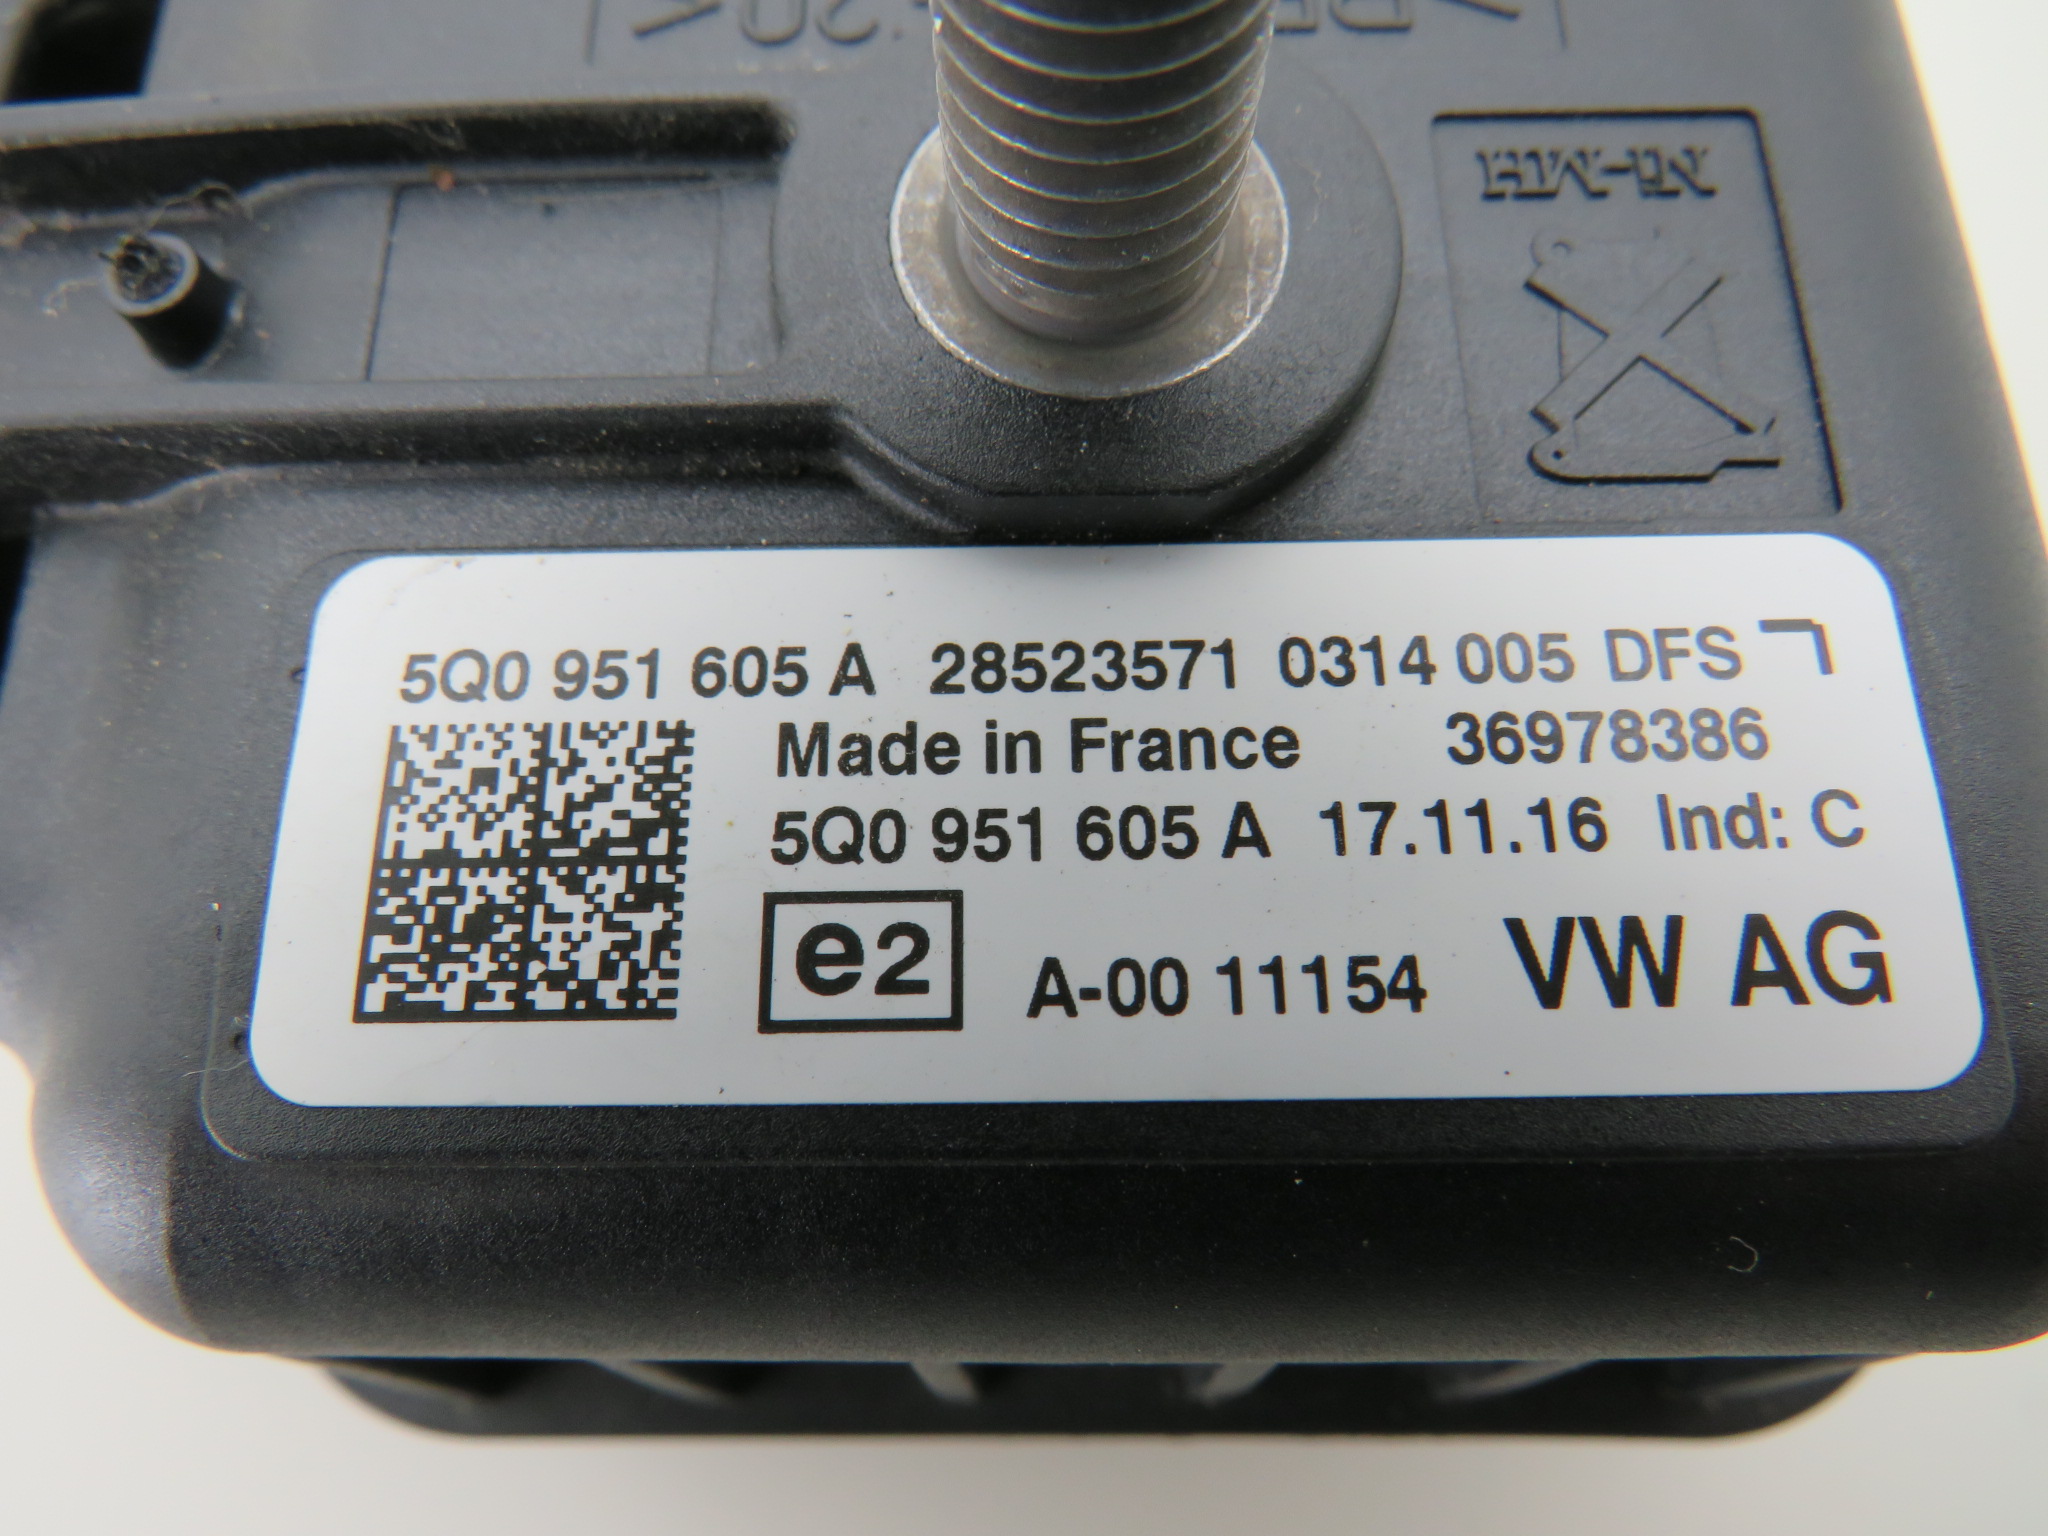 Ni-MH
5Q0 951 605 A 28523571 0314 005 DFS
Made in France 36978386
5Q0 951 605 A 17.11.16 Ind: C
e2 A-00 11154 VW AG